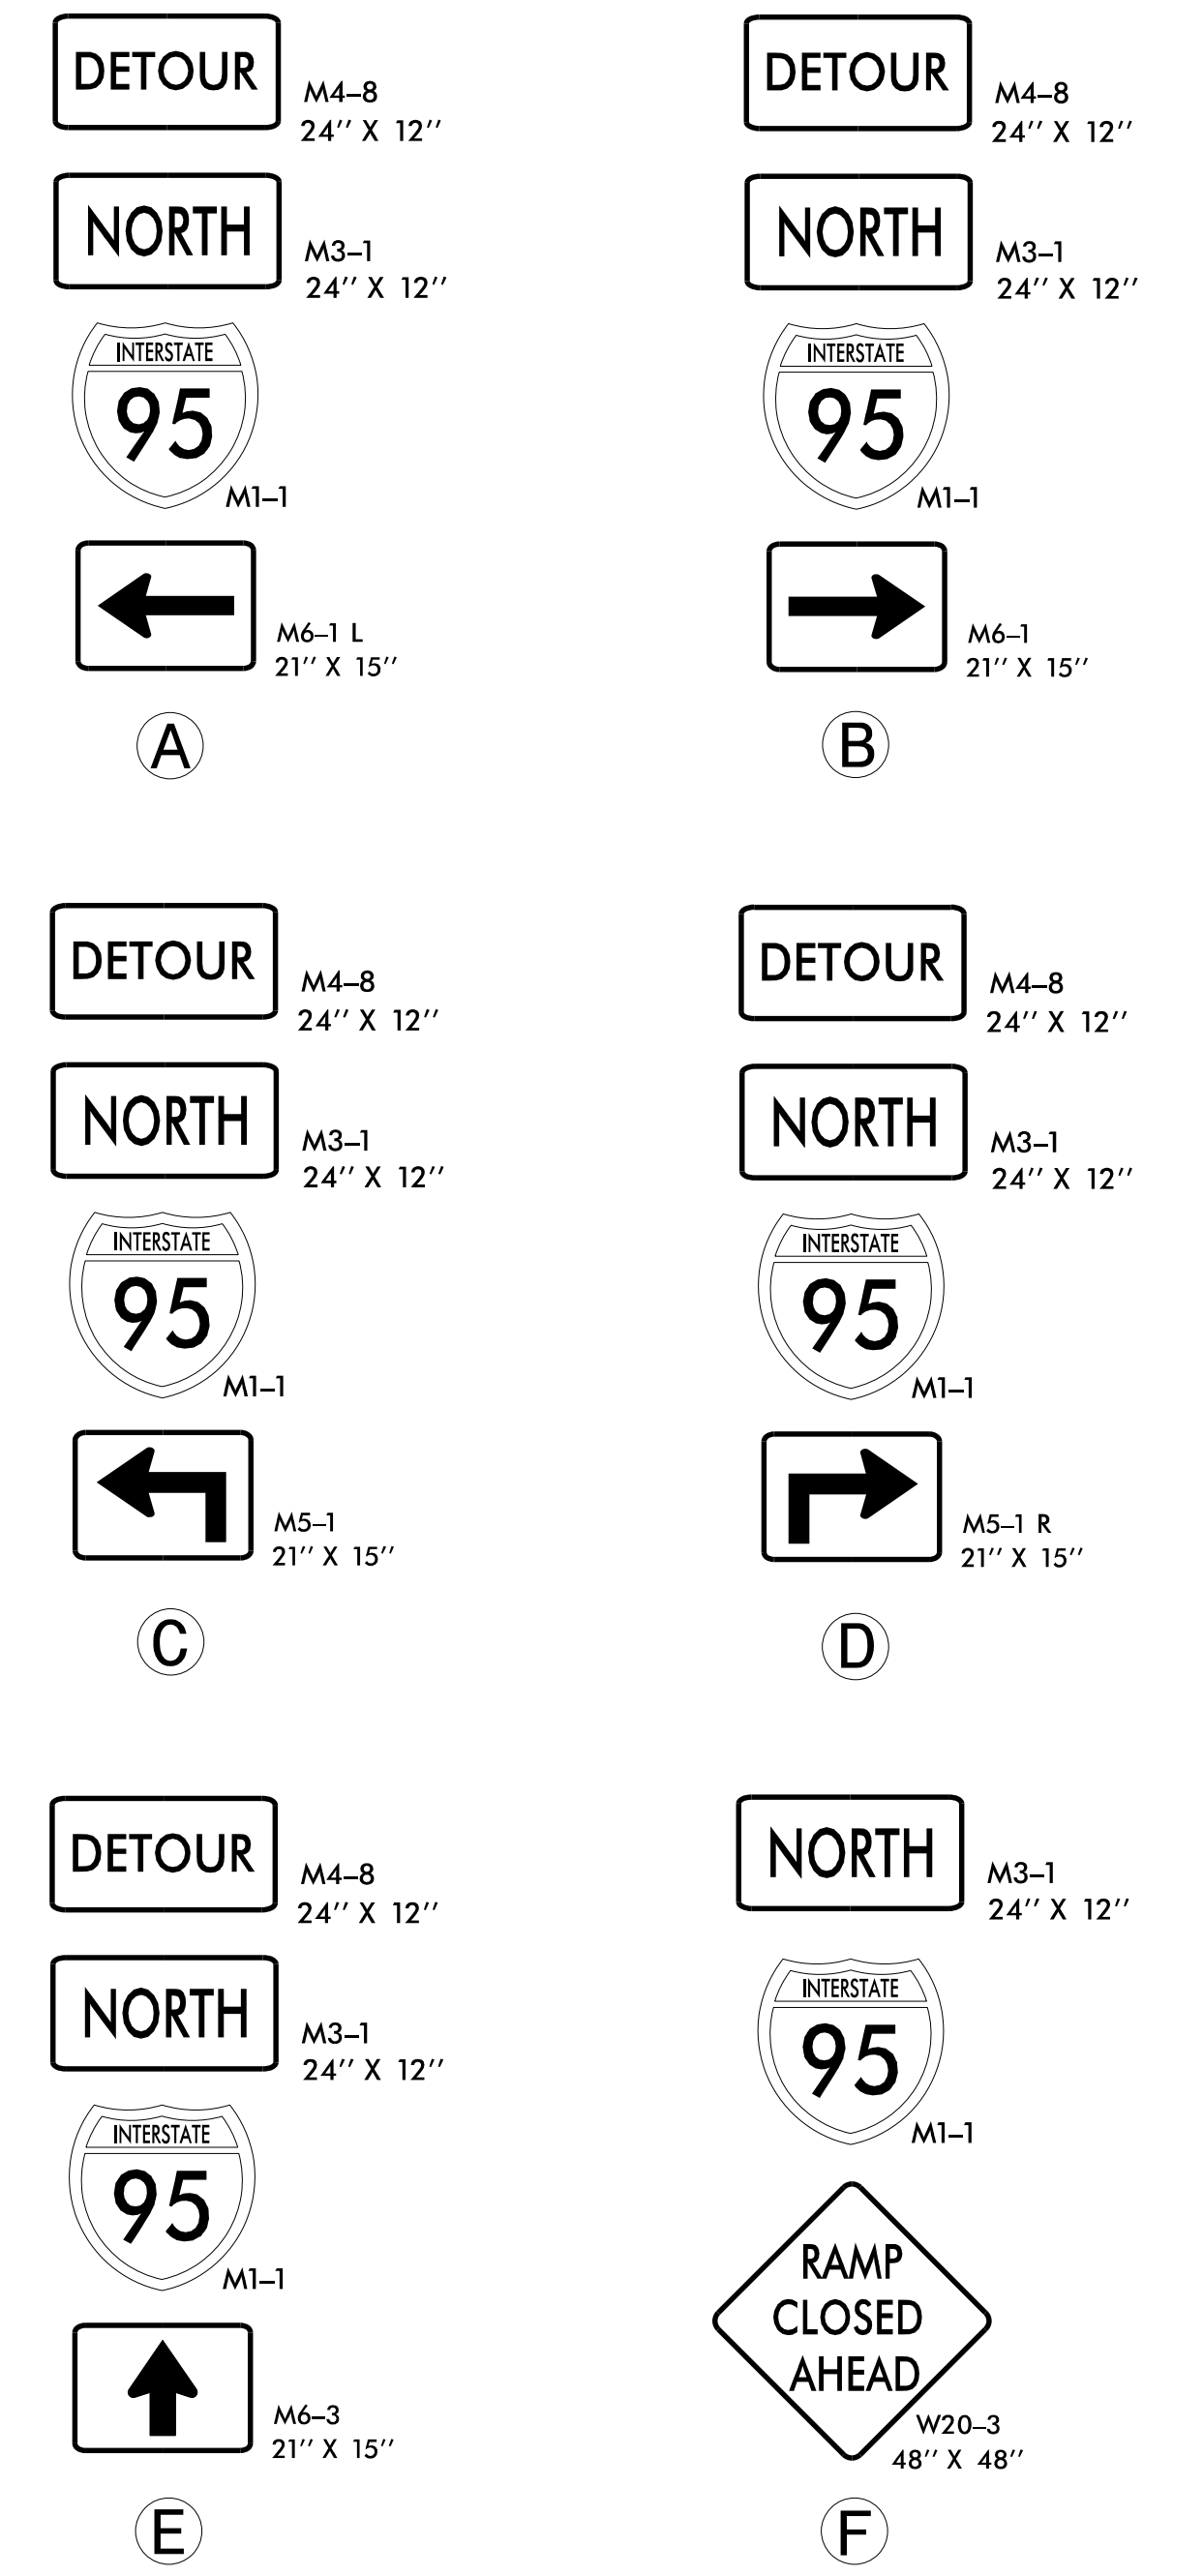 DETOUR
M4–8
24'' X 12''
NORTH
M3–1
24'' X 12''
INTERSTATE
95
M1–1
M6–1 L
21'' X 15''
A
DETOUR
M4–8
24'' X 12''
NORTH
M3–1
24'' X 12''
INTERSTATE
95
M1–1
M6–1
21'' X 15''
B
DETOUR
M4–8
24'' X 12''
NORTH
M3–1
24'' X 12''
INTERSTATE
95
M1–1
M5–1
21'' X 15''
C
DETOUR
M4–8
24'' X 12''
NORTH
M3–1
24'' X 12''
INTERSTATE
95
M1–1
M5–1 R
21'' X 15''
D
DETOUR
M4–8
24'' X 12''
NORTH
M3–1
24'' X 12''
INTERSTATE
95
M1–1
M6–3
21'' X 15''
E
NORTH
M3–1
24'' X 12''
INTERSTATE
95
M1–1
RAMP
CLOSED
AHEAD
W20–3
48'' X 48''
F